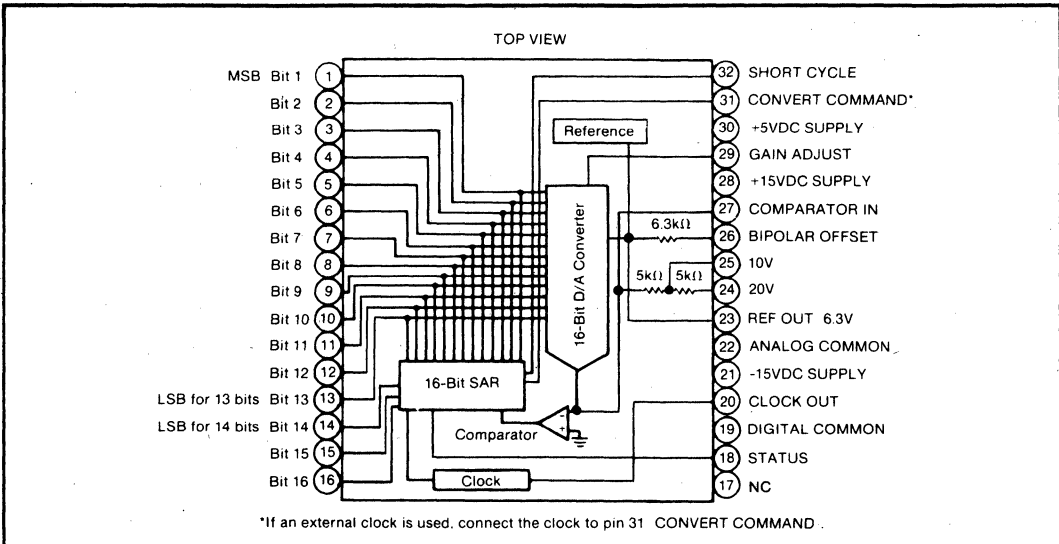 TOP VIEW
MSB Bit 1 1
Bit 2 2
Bit 3 3
Bit 4 4
Bit 5 5
Bit 6 6
Bit 7 7
Bit 8 8
Bit 9 9
Bit 10 10
Bit 11 11
Bit 12 12
LSB for 13 bits Bit 13 13
LSB for 14 bits Bit 14 14
Bit 15 15
Bit 16 16
Reference
16-Bit D/A Converter
6.3kΩ
5kΩ 5kΩ
16-Bit SAR
Comparator
-
+
Clock
32 SHORT CYCLE
31 CONVERT COMMAND*
30 +5VDC SUPPLY
29 GAIN ADJUST
28 +15VDC SUPPLY
27 COMPARATOR IN
26 BIPOLAR OFFSET
25 10V
24 20V
23 REF OUT 6.3V
22 ANALOG COMMON
21 -15VDC SUPPLY
20 CLOCK OUT
19 DIGITAL COMMON
18 STATUS
17 NC
*If an external clock is used, connect the clock to pin 31 CONVERT COMMAND .